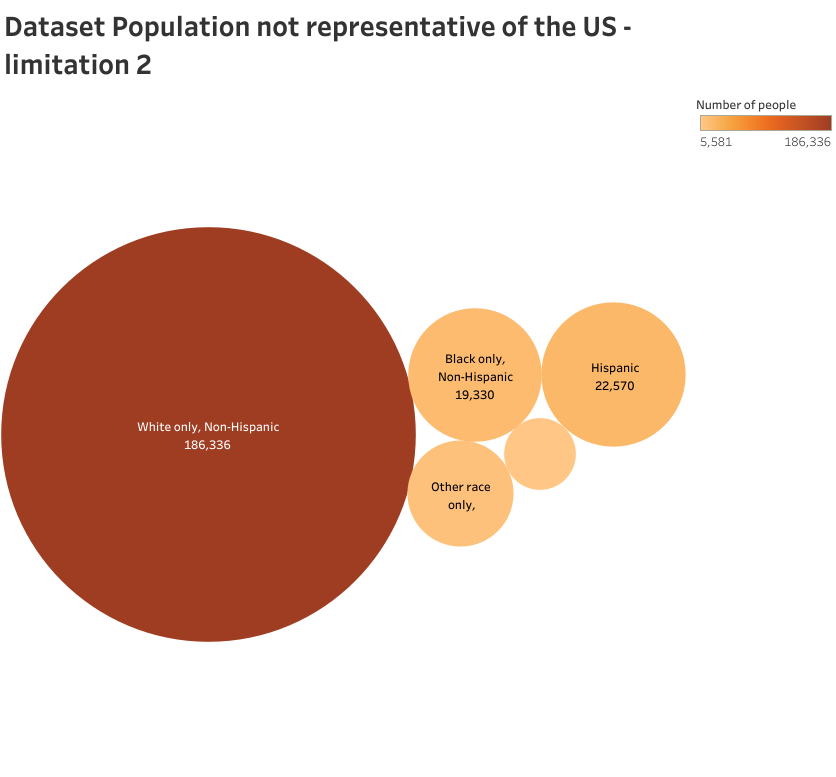 Dataset Population not representative of the US -
limitation 2
Number of people
5,581
186,336
White only, Non-Hispanic
186,336
Black only,
Non-Hispanic
19,330
Hispanic
22,570
Other race
only,